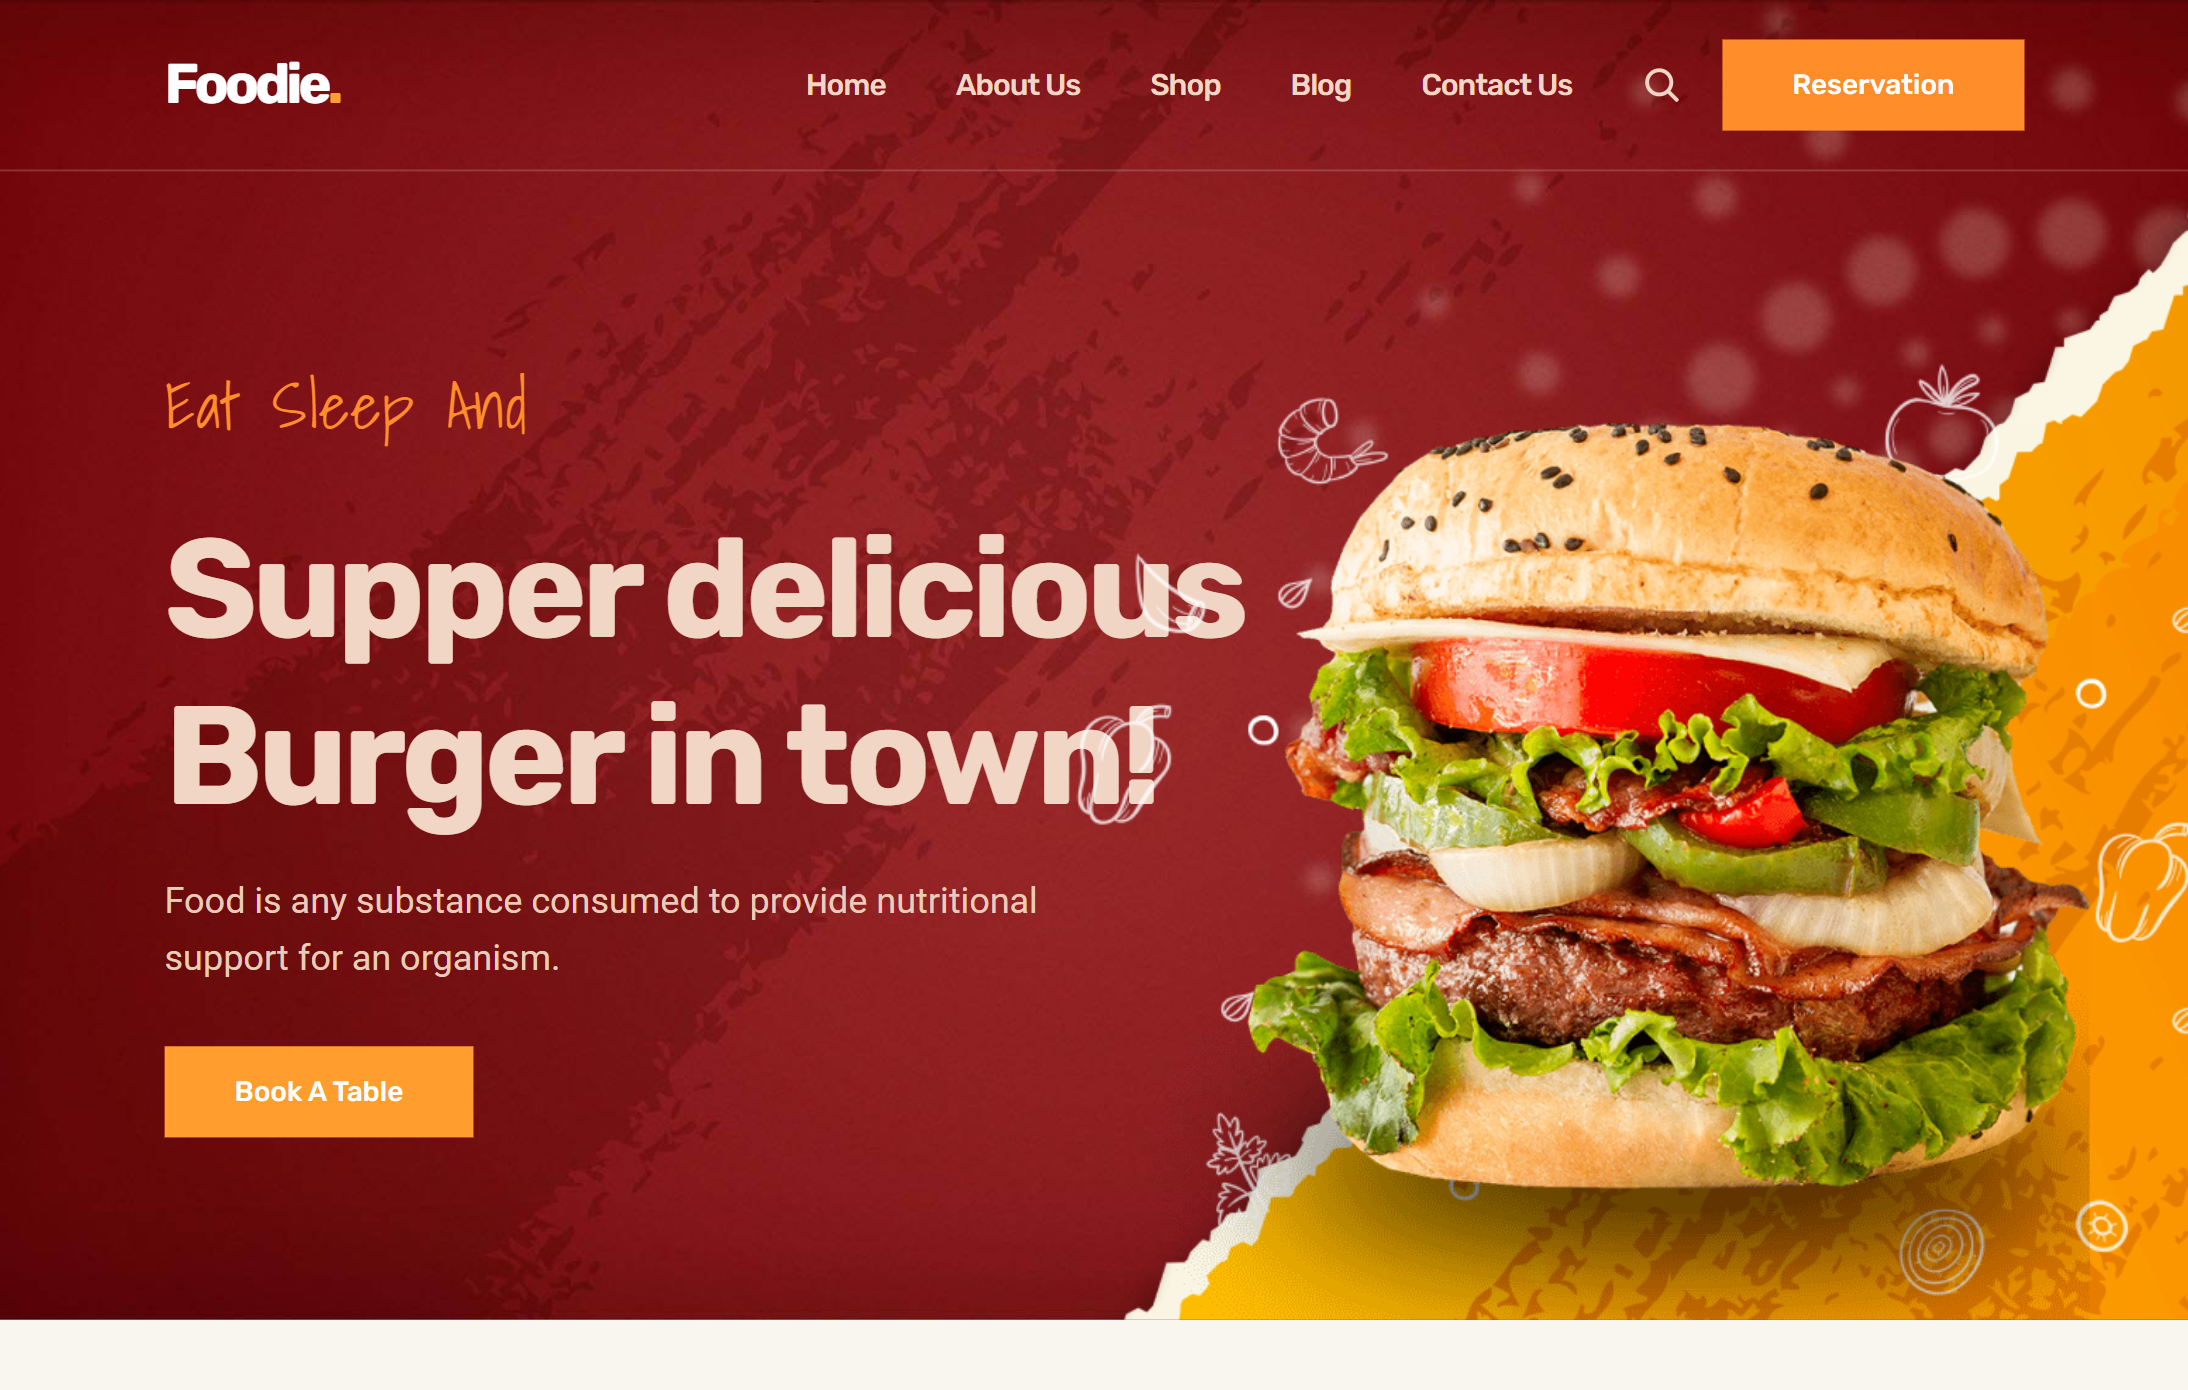 Foodie.
Home About Us Shop Blog Contact Us Reservation
Eat Sleep And
Supper delicious
Burger in town!
Food is any substance consumed to provide nutritional
support for an organism.
Book A Table